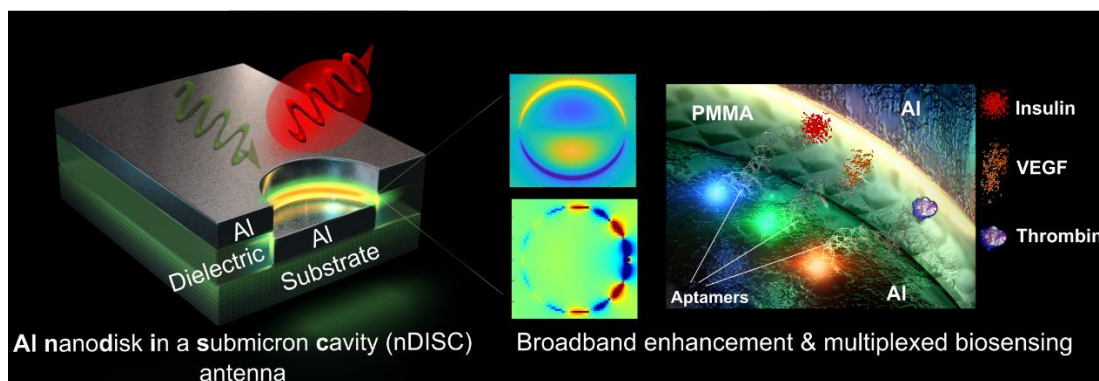 Al
Dielectric
Al
Substrate
Al nanodisk in a submicron cavity (nDISC)
antenna
PMMA
Al
Aptamers
Al
Insulin
VEGF
Thrombin
Broadband enhancement & multiplexed biosensing